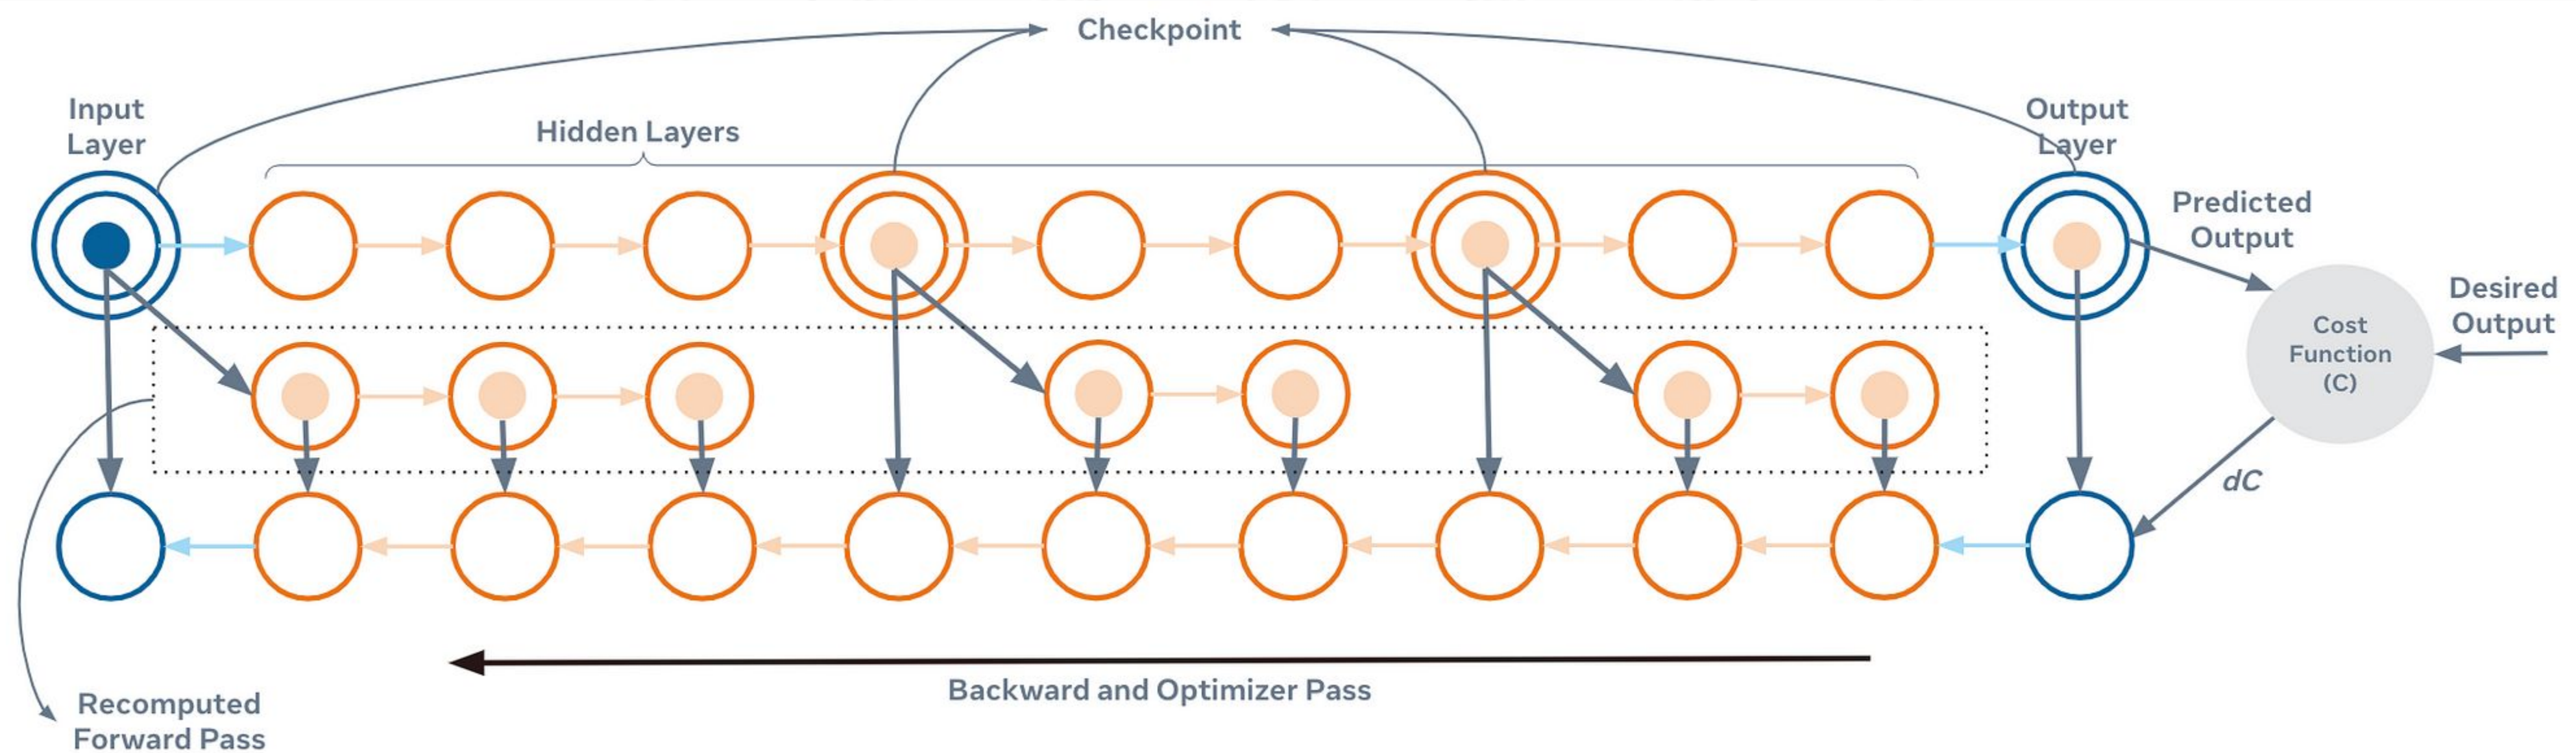 Checkpoint
Input
Layer
Hidden Layers
Output
Layer
Predicted
Output
Desired
Output
Cost
Function
(C)
dC
Backward and Optimizer Pass
Recomputed
Forward Pass